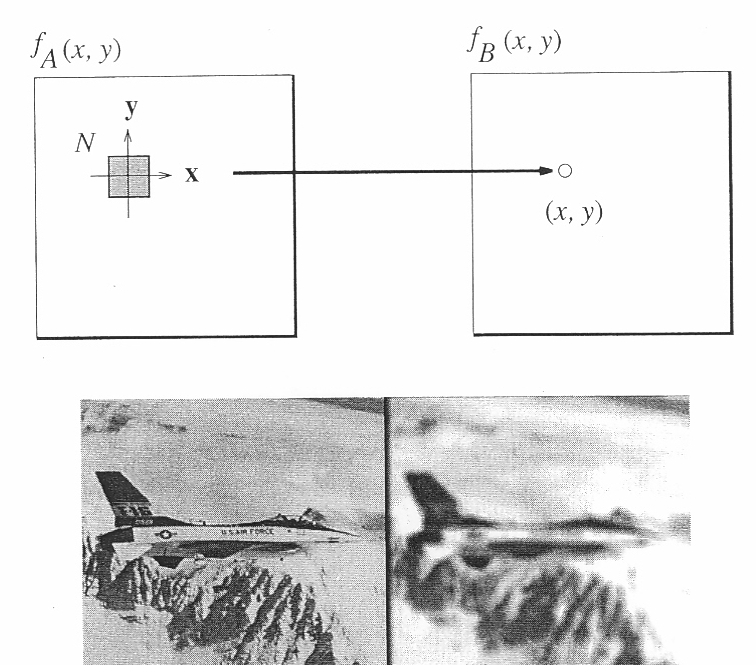 f_A(x, y)
f_B(x, y)
y
N
x
(x, y)
U.S. AIR FORCE